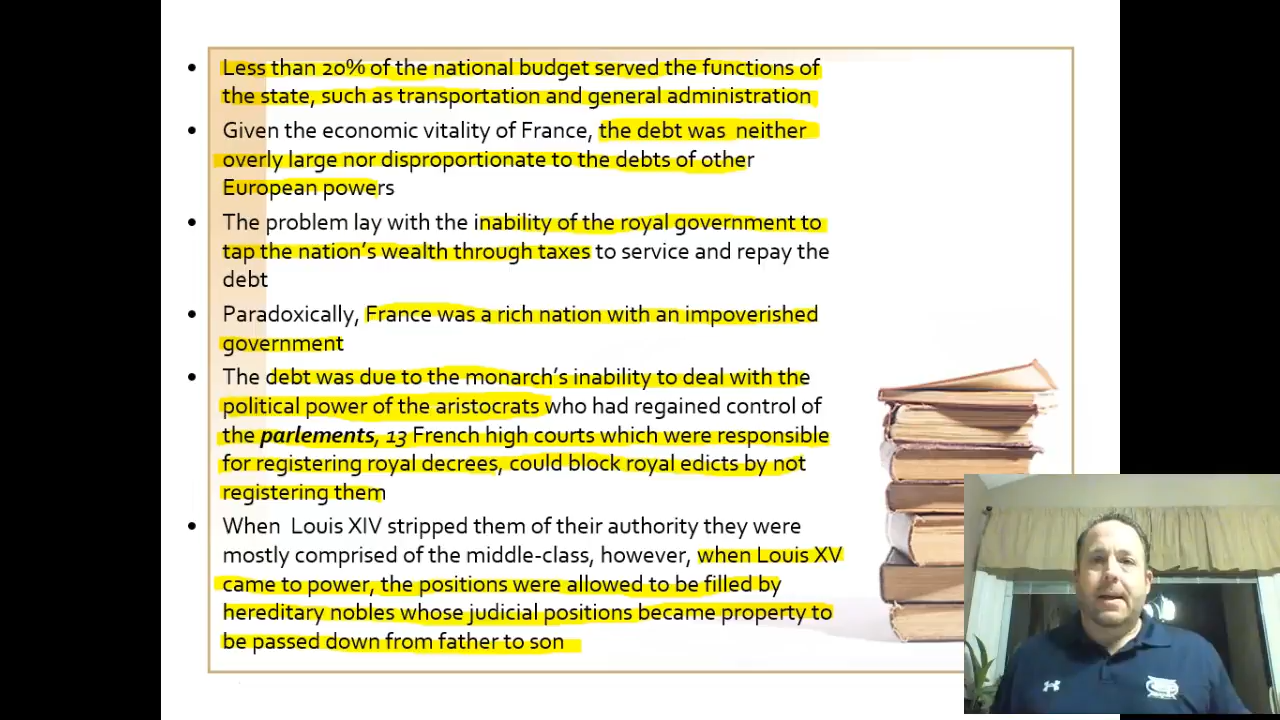 • Less than 20% of the national budget served the functions of
the state, such as transportation and general administration
• Given the economic vitality of France, the debt was neither
overly large nor disproportionate to the debts of other
European powers
• The problem lay with the inability of the royal government to
tap the nation's wealth through taxes to service and repay the
debt
• Paradoxically, France was a rich nation with an impoverished
government
• The debt was due to the monarch's inability to deal with the
political power of the aristocrats who had regained control of
the parlements, 13 French high courts which were responsible
for registering royal decrees, could block royal edicts by not
registering them
• When Louis XIV stripped them of their authority they were
mostly comprised of the middle-class, however, when Louis XV
came to power, the positions were allowed to be filled by
hereditary nobles whose judicial positions became property to
be passed down from father to son